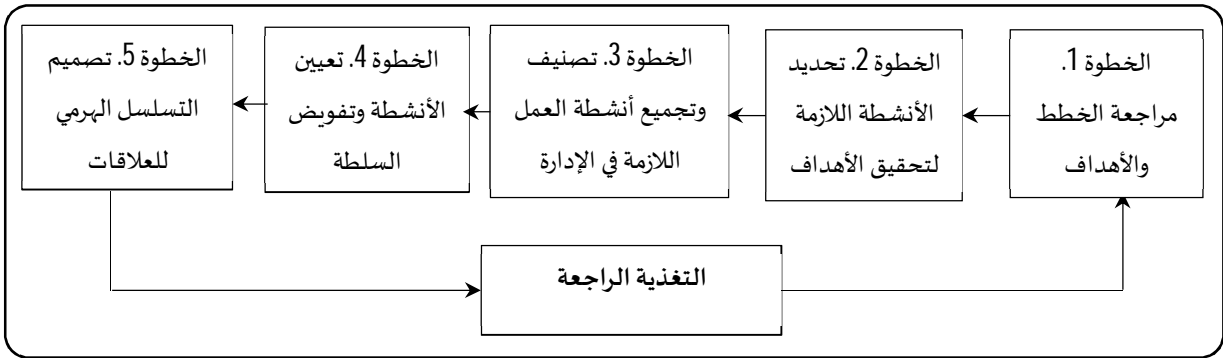 الخطوة 1.
مراجعة الخطط
والأهداف
الخطوة 2. تحديد
الأنشطة اللازمة
لتحقيق الأهداف
الخطوة 3. تصنيف
وتجميع أنشطة العمل
اللازمة في الإدارة
الخطوة 4. تعيين
الأنشطة وتفويض
السلطة
الخطوة 5. تصميم
التسلسل الهرمي
للعلاقات
التغذية الراجعة